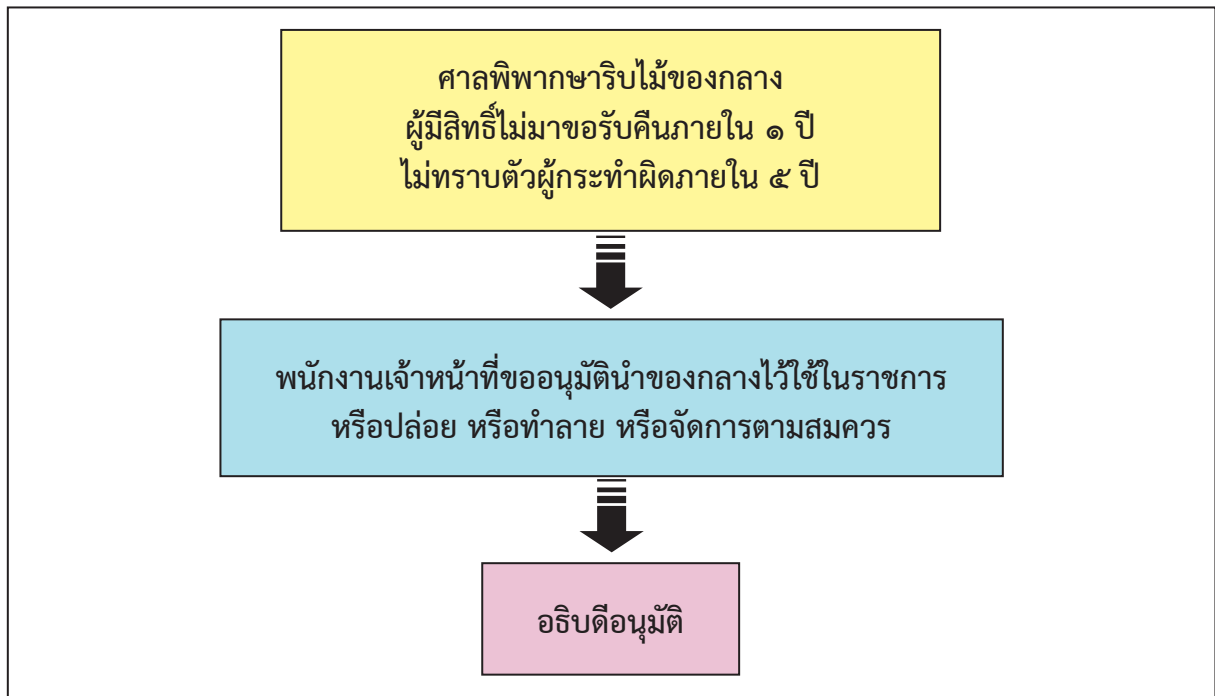 ศาลพิพากษาริบไม้ของกลาง
ผู้มีสิทธิ์ไม่มาขอรับคืนภายใน ๑ ปี
ไม่ทราบตัวผู้กระทำผิดภายใน ๕ ปี
พนักงานเจ้าหน้าที่ขออนุมัตินำของกลางไว้ใช้ในราชการ
หรือปล่อย หรือทำลาย หรือจัดการตามสมควร
อธิบดีอนุมัติ